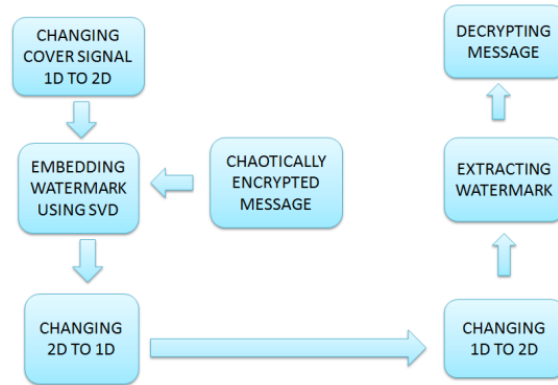 CHANGING
COVER SIGNAL
1D TO 2D
EMBEDDING
WATERMARK
USING SVD
CHAOTICALLY
ENCRYPTED
MESSAGE
CHANGING
2D TO 1D
CHANGING
1D TO 2D
EXTRACTING
WATERMARK
DECRYPTING
MESSAGE